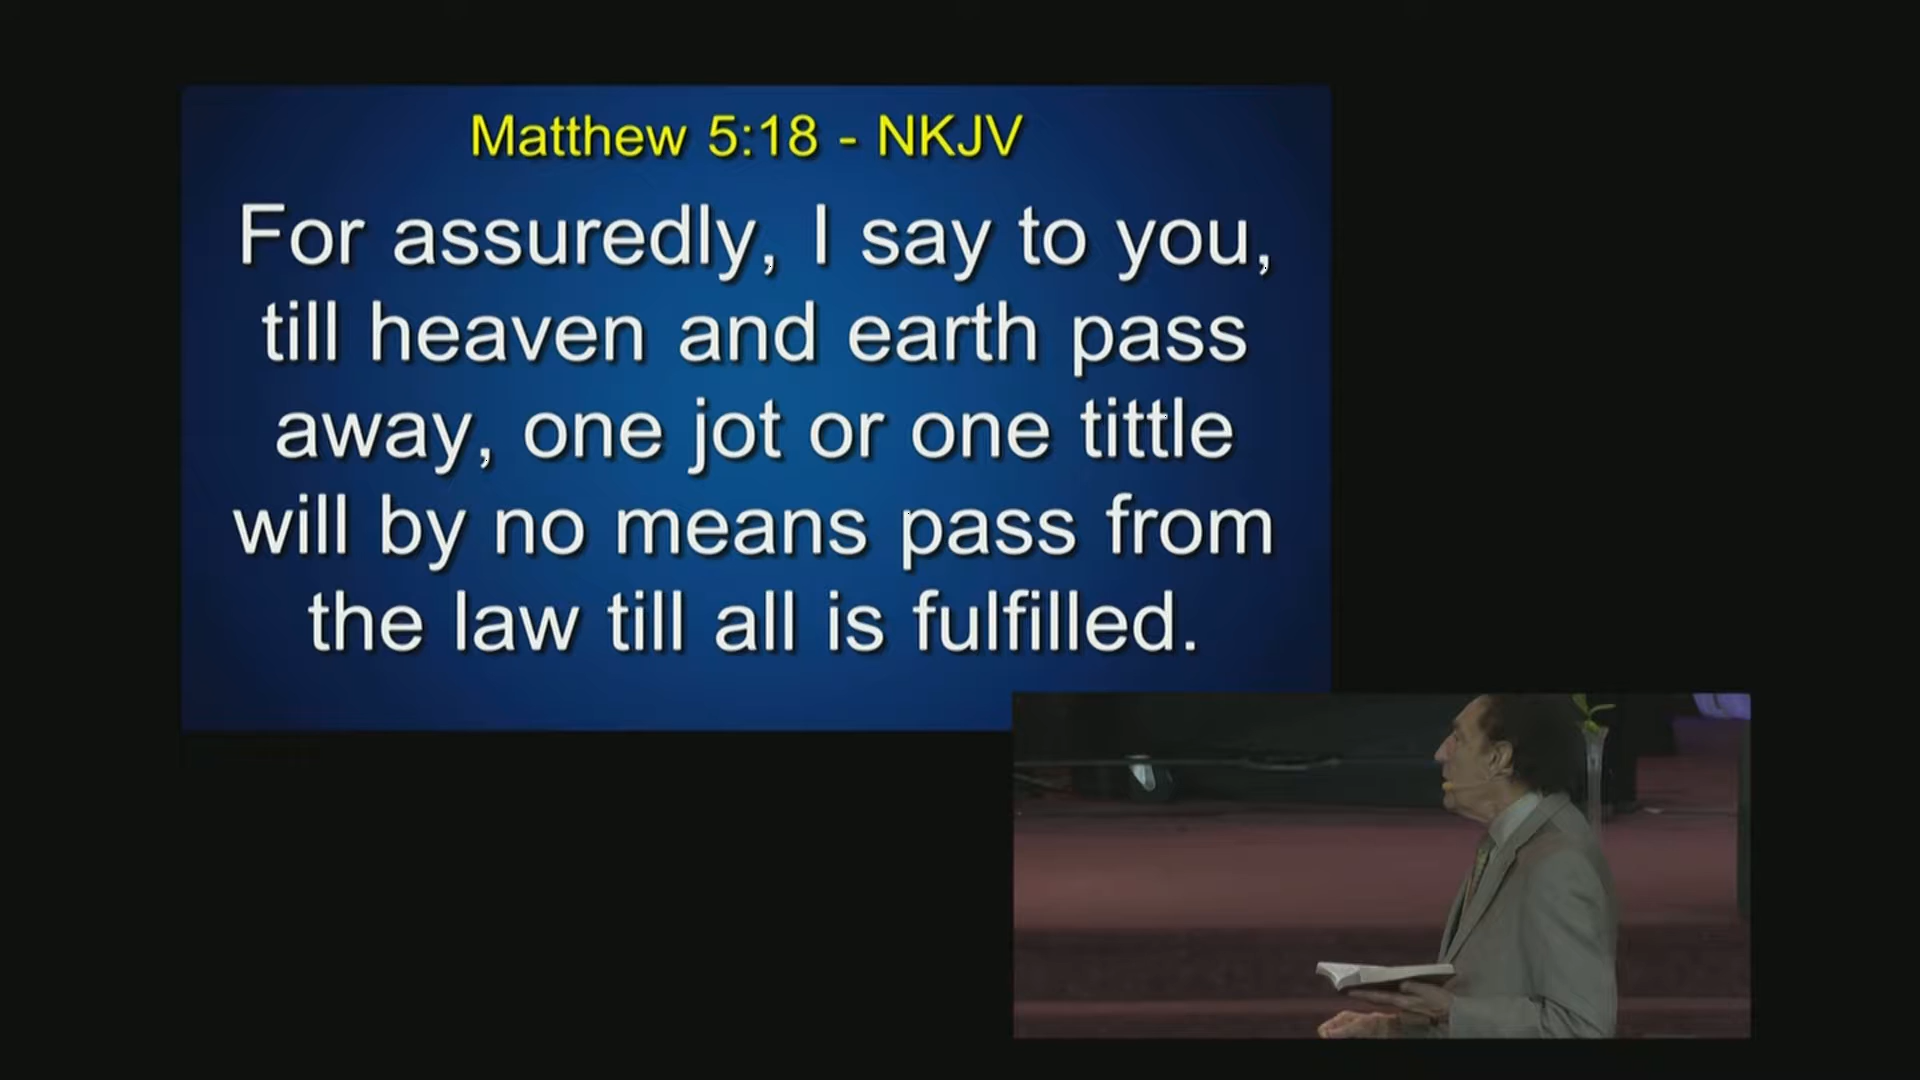 Matthew 5:18 - NKJV
For assuredly, I say to you,
till heaven and earth pass
away, one jot or one tittle
will by no means pass from
the law till all is fulfilled.